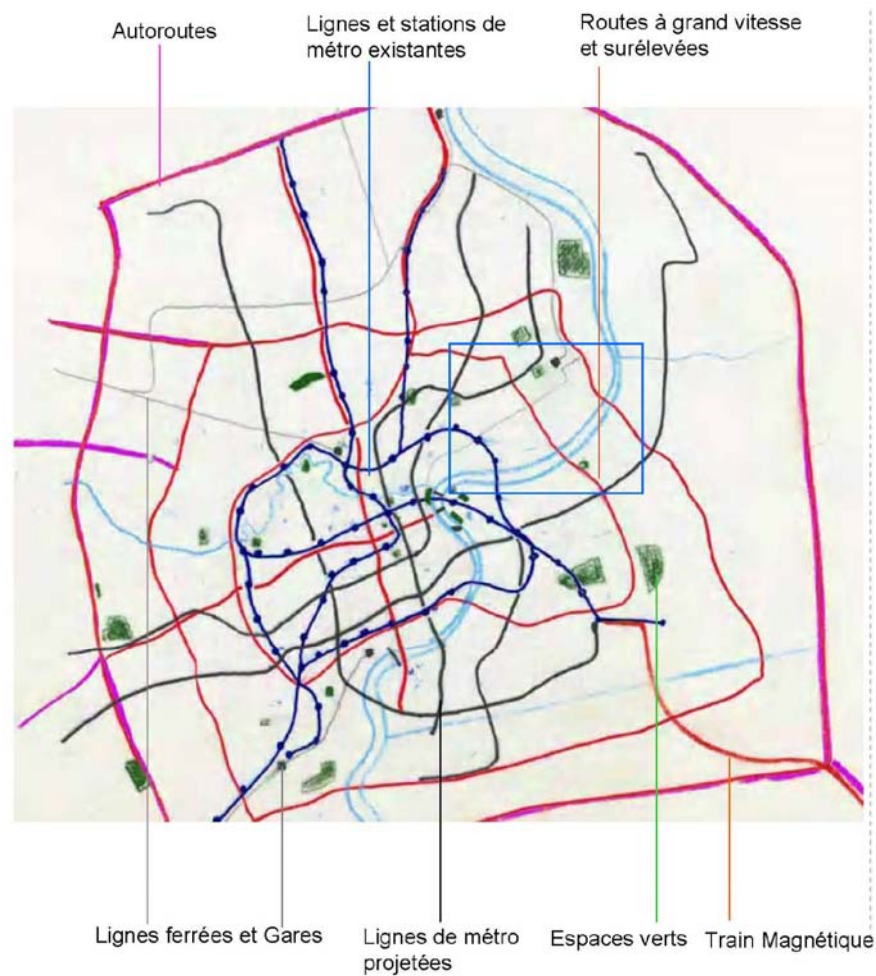 Autoroutes
Lignes et stations de
métro existantes
Routes à grand vitesse
et surélevées
Lignes ferrées et Gares
Lignes de métro
projetées
Espaces verts
Train Magnétique